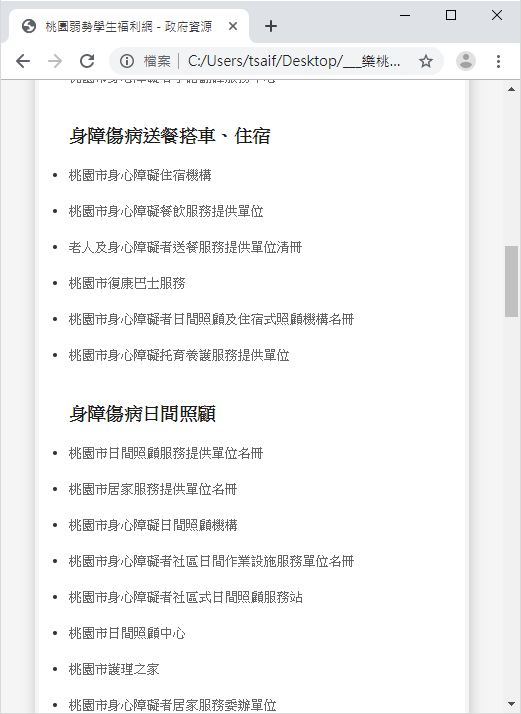 桃園弱勢學生福利網 - 政府資源
檔案 | C:/Users/tsaif/Desktop/___樂桃...
身障傷病送餐搭車、住宿
桃園市身心障礙住宿機構
桃園市身心障礙餐飲服務提供單位
老人及身心障礙者送餐服務提供單位清冊
桃園市復康巴士服務
桃園市身心障礙者日間照顧及住宿式照顧機構名冊
桃園市身心障礙托育養護服務提供單位
身障傷病日間照顧
桃園市日間照顧服務提供單位名冊
桃園市居家服務提供單位名冊
桃園市身心障礙日間照顧機構
桃園市身心障礙者社區日間作業設施服務單位名冊
桃園市身心障礙者社區式日間照顧服務站
桃園市日間照顧中心
桃園市護理之家
桃園市身心障礙者居家服務委辦單位